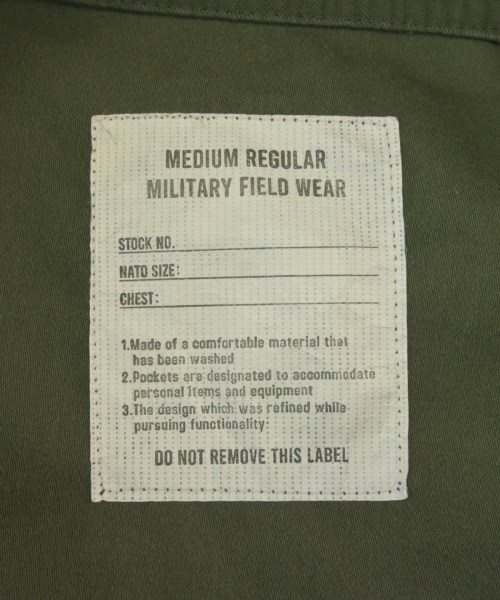 MEDIUM REGULAR
MILITARY FIELD WEAR
STOCK NO.
NATO SIZE:
CHEST:
1.Made of a comfortable material that
has been washed
2.Pockets are designated to accommodate
personal items and equipment
3.The design which was refined while
pursuing functionality
DO NOT REMOVE THIS LABEL